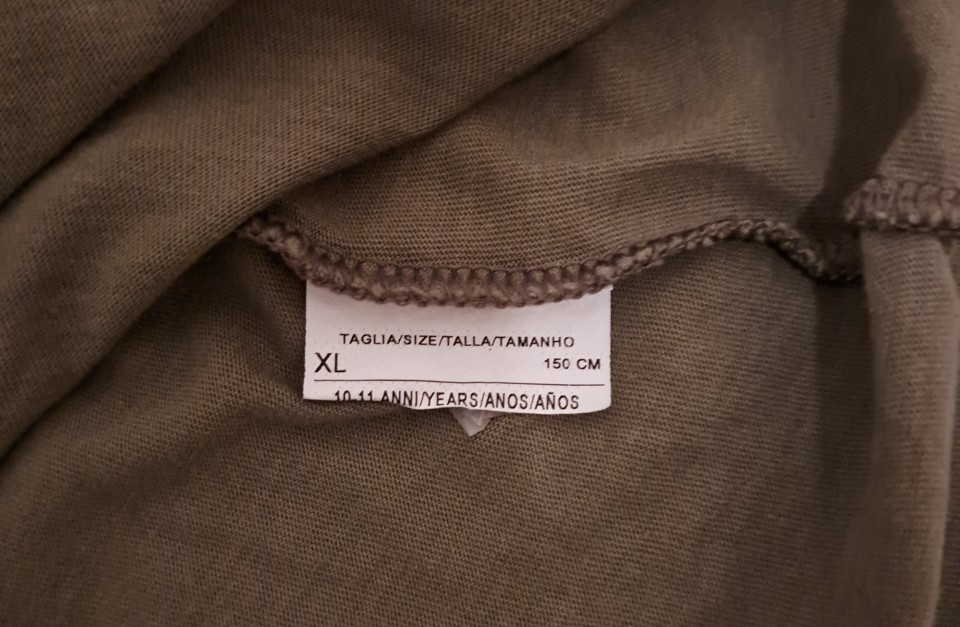 TAGLIA/SIZE/TALLA/TAMANHO
XL 150 CM
10-11 ANNI/YEARS/ANOS/AÑOS